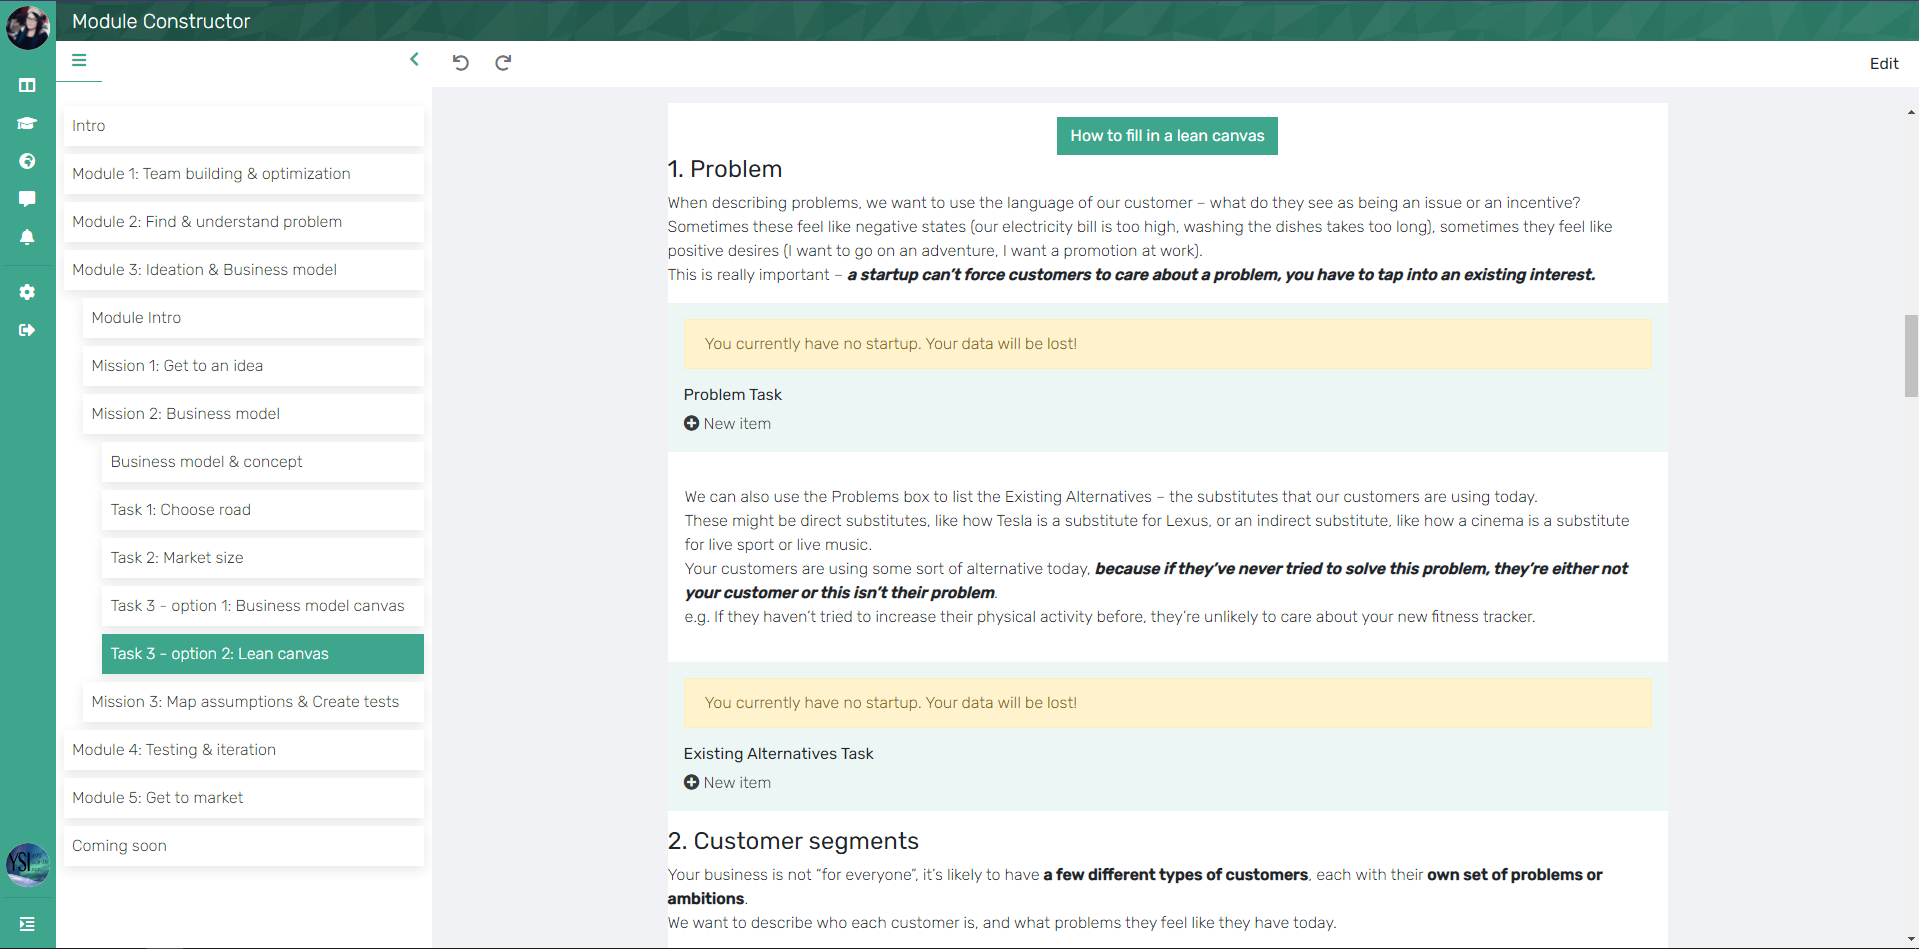 Module Constructor
Edit
Intro
Module 1: Team building & optimization
Module 2: Find & understand problem
Module 3: Ideation & Business model
Module Intro
Mission 1: Get to an idea
Mission 2: Business model
Business model & concept
Task 1: Choose road
Task 2: Market size
Task 3 - option 1: Business model canvas
Task 3 - option 2: Lean canvas
Mission 3: Map assumptions & Create tests
Module 4: Testing & iteration
Module 5: Get to market
Coming soon
YSI
How to fill in a lean canvas
1. Problem
When describing problems, we want to use the language of our customer – what do they see as being an issue or an incentive?
Sometimes these feel like negative states (our electricity bill is too high, washing the dishes takes too long), sometimes they feel like
positive desires (I want to go on an adventure, I want a promotion at work).
This is really important – a startup can’t force customers to care about a problem, you have to tap into an existing interest.
You currently have no startup. Your data will be lost!
Problem Task
New item
We can also use the Problems box to list the Existing Alternatives – the substitutes that our customers are using today.
These might be direct substitutes, like how Tesla is a substitute for Lexus, or an indirect substitute, like how a cinema is a substitute
for live sport or live music.
Your customers are using some sort of alternative today, because if they’ve never tried to solve this problem, they’re either not
your customer or this isn’t their problem.
e.g. If they haven’t tried to increase their physical activity before, they’re unlikely to care about your new fitness tracker.
You currently have no startup. Your data will be lost!
Existing Alternatives Task
New item
2. Customer segments
Your business is not “for everyone”, it’s likely to have a few different types of customers, each with their own set of problems or
ambitions.
We want to describe who each customer is, and what problems they feel like they have today.